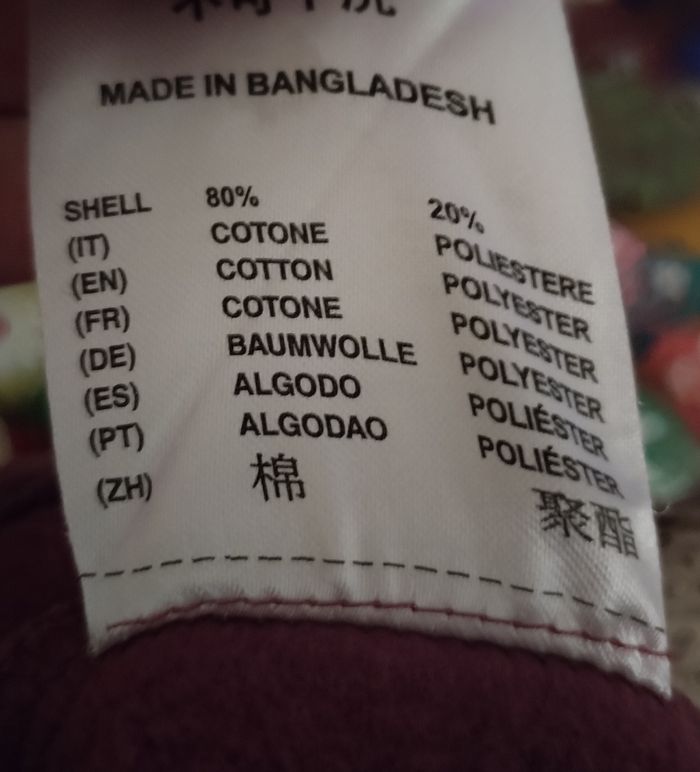 MADE IN BANGLADESH
SHELL 80% 20%
(IT) COTONE POLIESTERE
(EN) COTTON POLYESTER
(FR) COTONE POLYESTER
(DE) BAUMWOLLE POLYESTER
(ES) ALGODO POLIÉSTER
(PT) ALGODAO POLIÉSTER
(ZH) 棉 聚酯